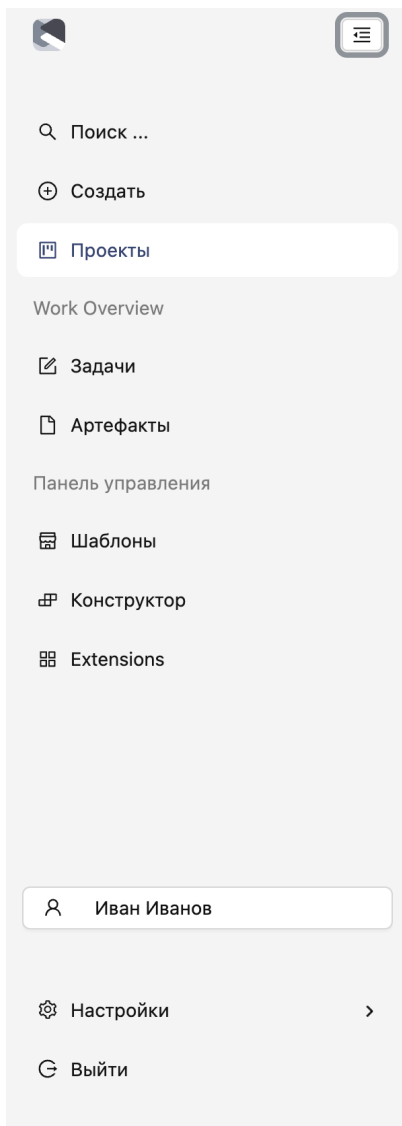 Поиск ...
Создать
Проекты
Work Overview
Задачи
Артефакты
Панель управления
Шаблоны
Конструктор
Extensions
Иван Иванов
Настройки
Выйти